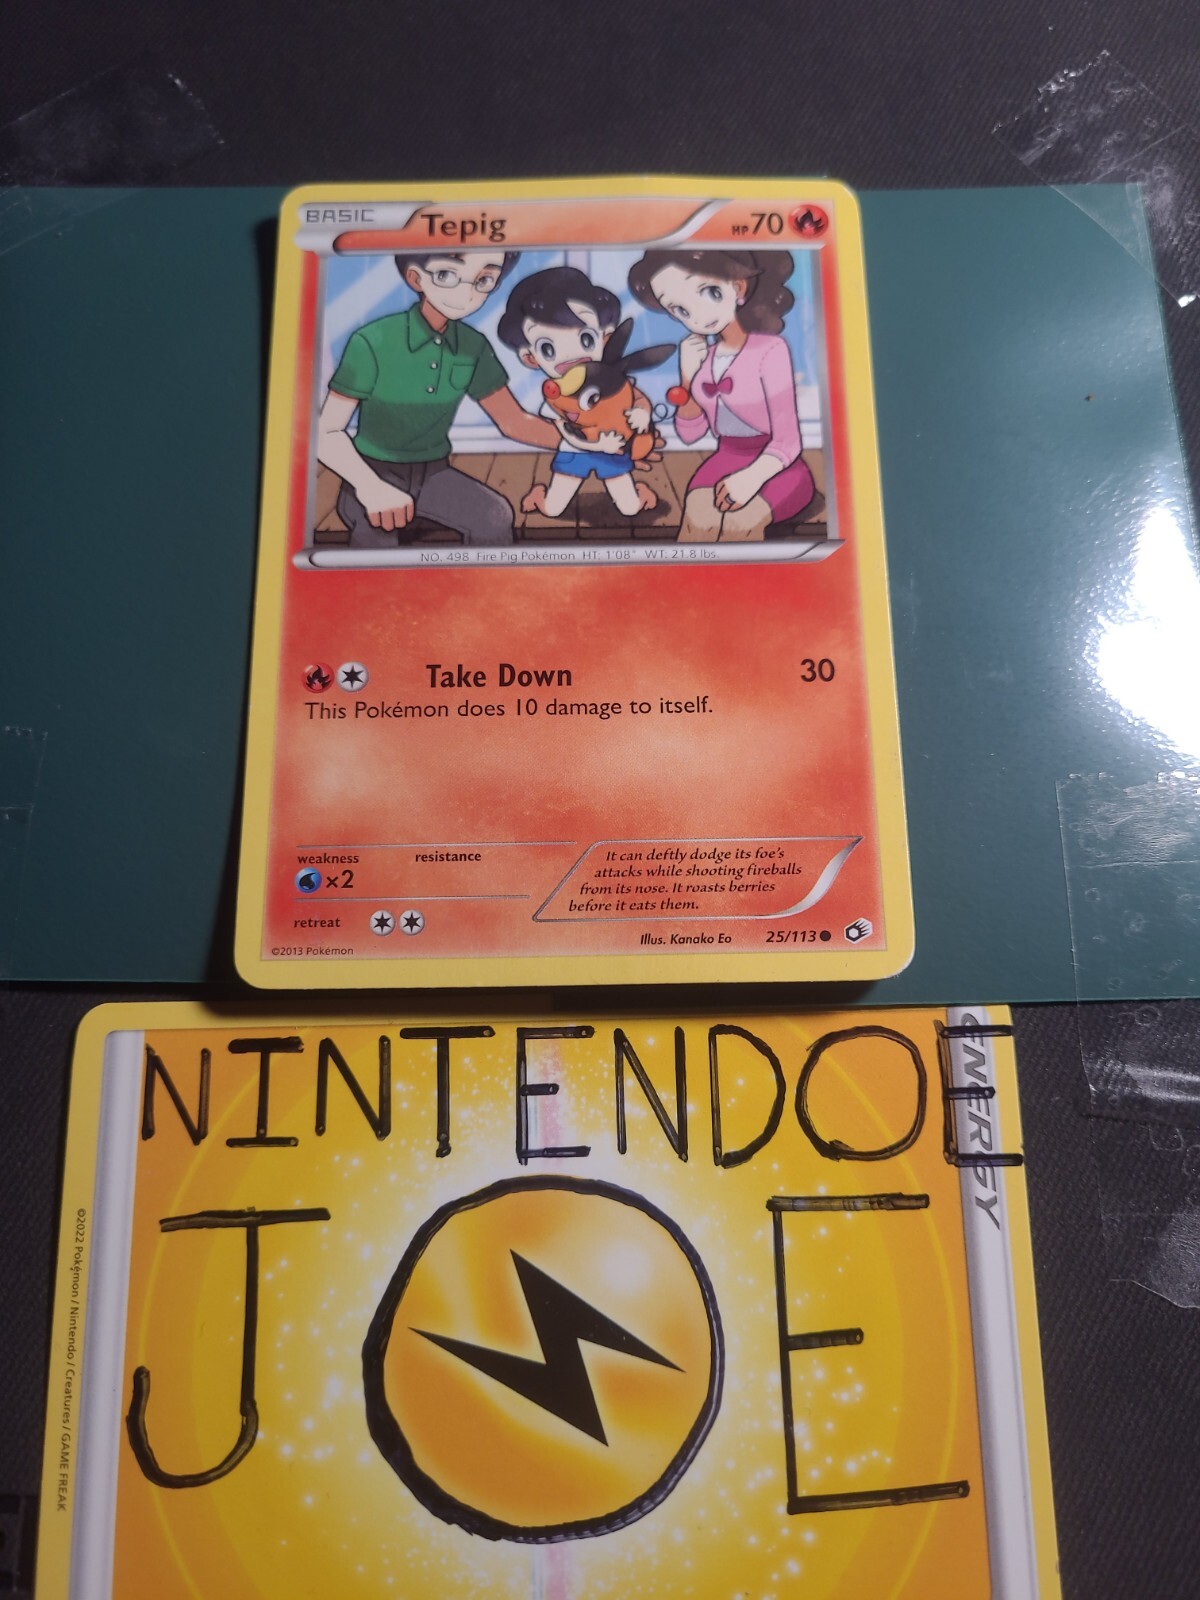 BASIC Tepig HP70
NO. 498 Fire Pig Pokémon HT: 1'08" WT: 21.8 lbs.
Take Down 30
This Pokémon does 10 damage to itself.
weakness resistance
×2
retreat
It can deftly dodge its foe's
attacks while shooting fireballs
from its nose. It roasts berries
before it eats them.
Illus. Kanako Eo 25/113
©2013 Pokémon
NINTENDOE
JOE
ENERGY
©2022 Pokémon / Nintendo / Creatures / GAME FREAK